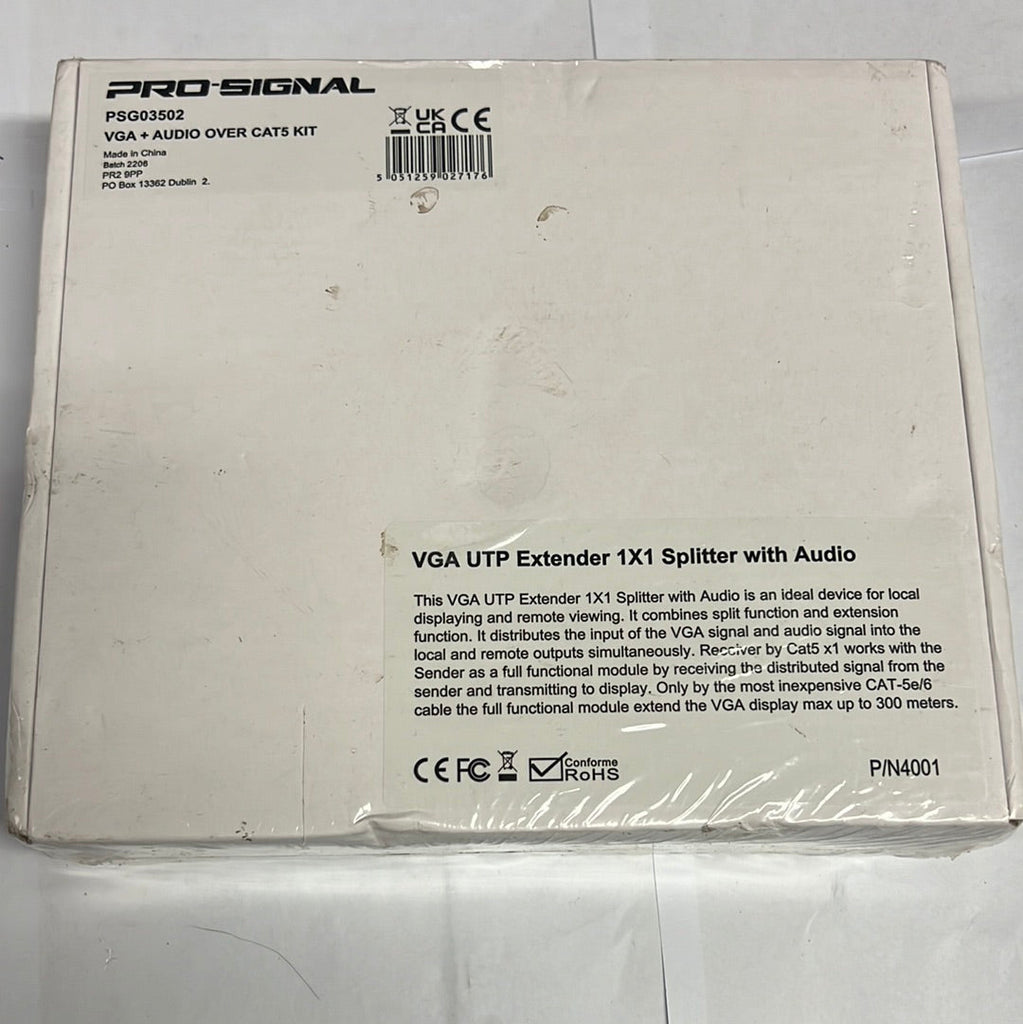 PRO-SIGNAL
PSG03502
VGA + AUDIO OVER CAT5 KIT
Made in China
Batch 2206
PR2 9PP
PO Box 13362 Dublin 2.
UK
CA CE
5 051259 027176
VGA UTP Extender 1X1 Splitter with Audio
This VGA UTP Extender 1X1 Splitter with Audio is an ideal device for local
displaying and remote viewing. It combines split function and extension
function. It distributes the input of the VGA signal and audio signal into the
local and remote outputs simultaneously. Receiver by Cat5 x1 works with the
Sender as a full functional module by receiving the distributed signal from the
sender and transmitting to display. Only by the most inexpensive CAT-5e/6
cable the full functional module extend the VGA display max up to 300 meters.
CE FC Conforme
RoHS
P/N4001